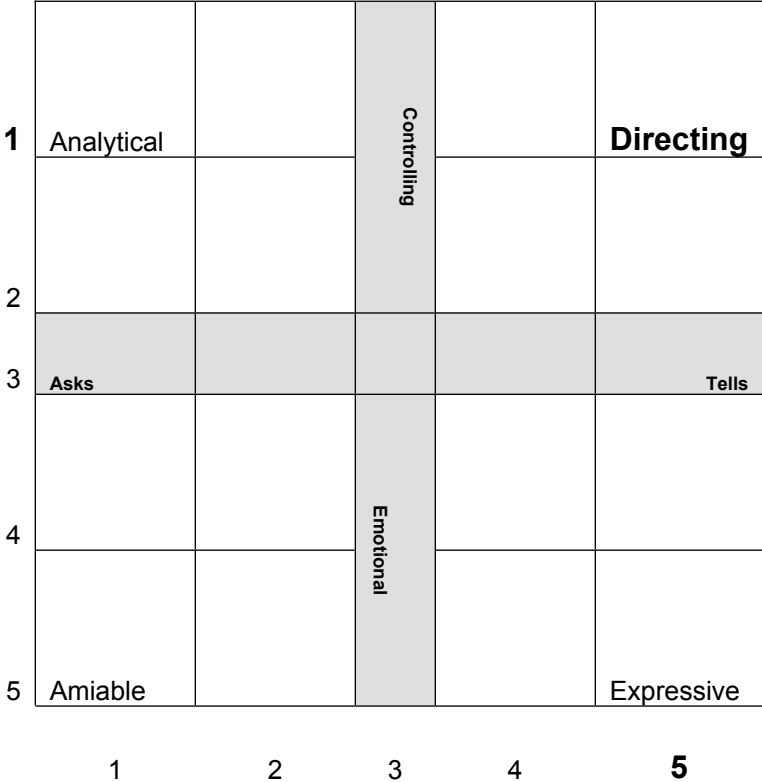 Controlling
1 Analytical Directing
2
3 Asks Tells
Emotional
4
5 Amiable Expressive
1 2 3 4 5